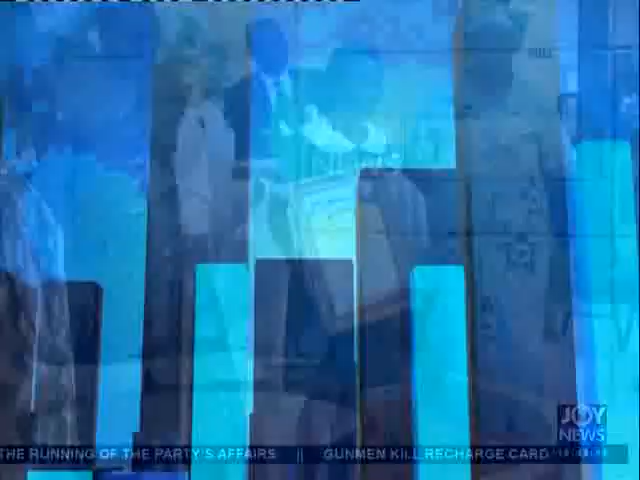 JOY
NEWS
THE RUNNING OF THE PARTY'S AFFAIRS || GUNMEN KILL RECHARGE CARD